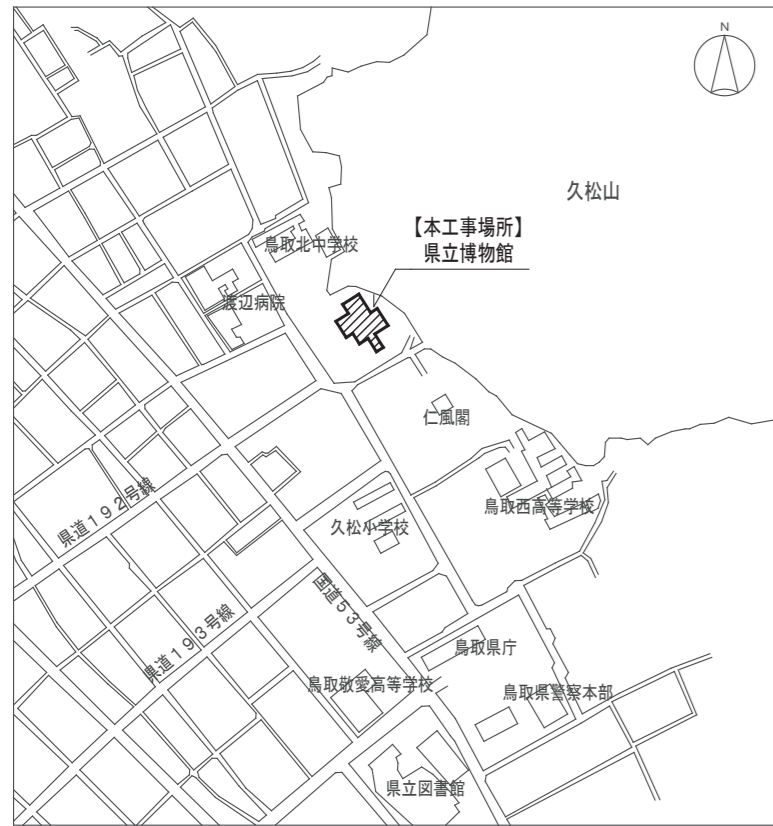 N
久松山
【本工事場所】
県立博物館
鳥取北中学校
渡辺病院
仁風閣
鳥取西高等学校
久松小学校
県道192号線
国道53号線
県道193号線
鳥取県庁
鳥取敬愛高等学校
鳥取県警察本部
県立図書館